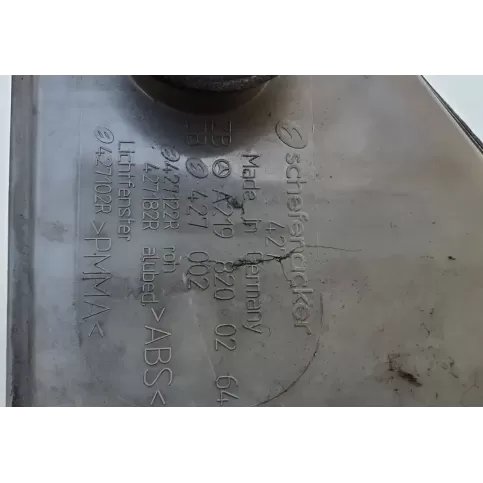 schefenacker
42
Made in Germany
ZB A219 820 02 64
427 002
427122R roh
427182R alubed >ABS<
Lichtfenster
427102R >PMMA<